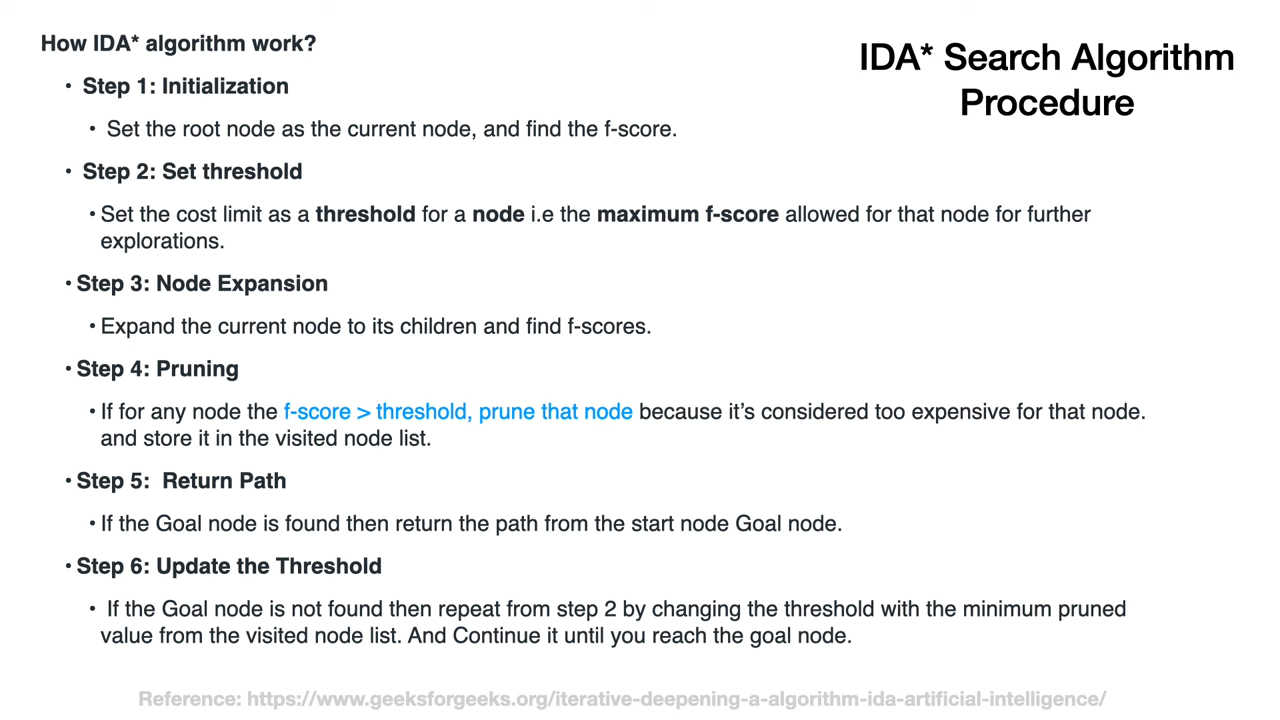 How IDA* algorithm work?
IDA* Search Algorithm
Procedure
• Step 1: Initialization
• Set the root node as the current node, and find the f-score.
• Step 2: Set threshold
• Set the cost limit as a threshold for a node i.e the maximum f-score allowed for that node for further
explorations.
• Step 3: Node Expansion
• Expand the current node to its children and find f-scores.
• Step 4: Pruning
• If for any node the f-score > threshold, prune that node because it’s considered too expensive for that node.
and store it in the visited node list.
• Step 5:  Return Path
• If the Goal node is found then return the path from the start node Goal node.
• Step 6: Update the Threshold
• If the Goal node is not found then repeat from step 2 by changing the threshold with the minimum pruned
value from the visited node list. And Continue it until you reach the goal node.
Reference: https://www.geeksforgeeks.org/iterative-deepening-a-algorithm-ida-artificial-intelligence/